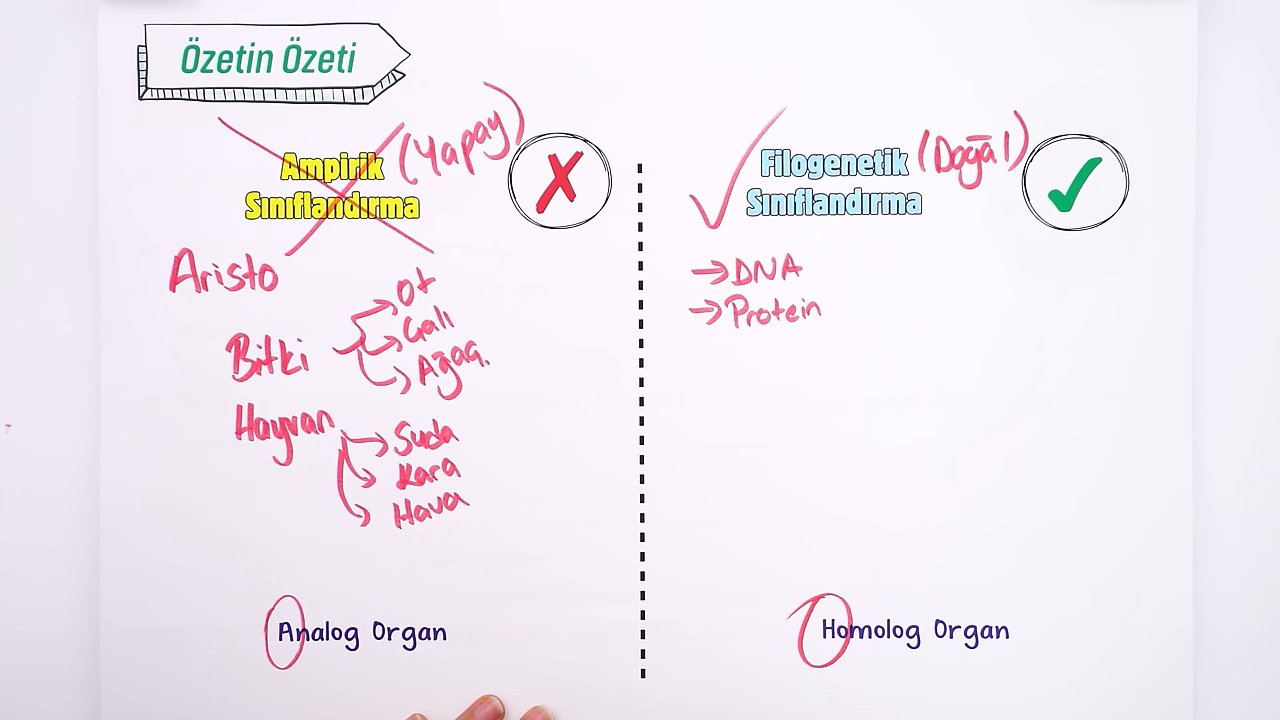 Özetin Özeti
Ampirik (Yapay)
Sınıflandırma
Aristo
Bitki
Ot
Çalı
Ağaç.
Hayvan
Suda
Kara
Hava
Analog Organ
Filogenetik (Doğal)
Sınıflandırma
→DNA
→Protein
Homolog Organ